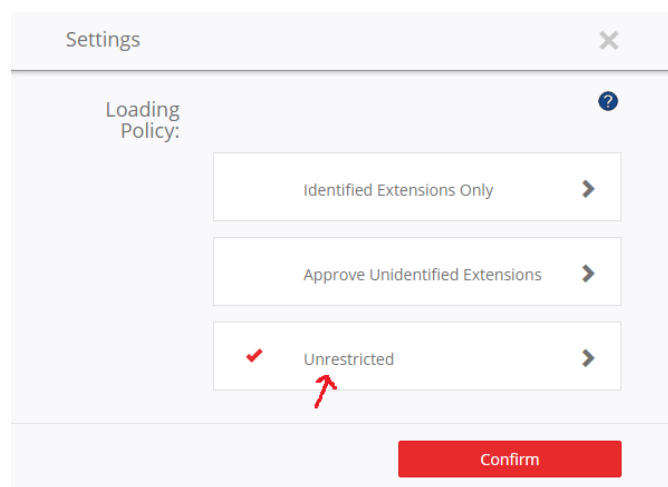 Settings
Loading
Policy:
Identified Extensions Only
Approve Unidentified Extensions
Unrestricted
Confirm